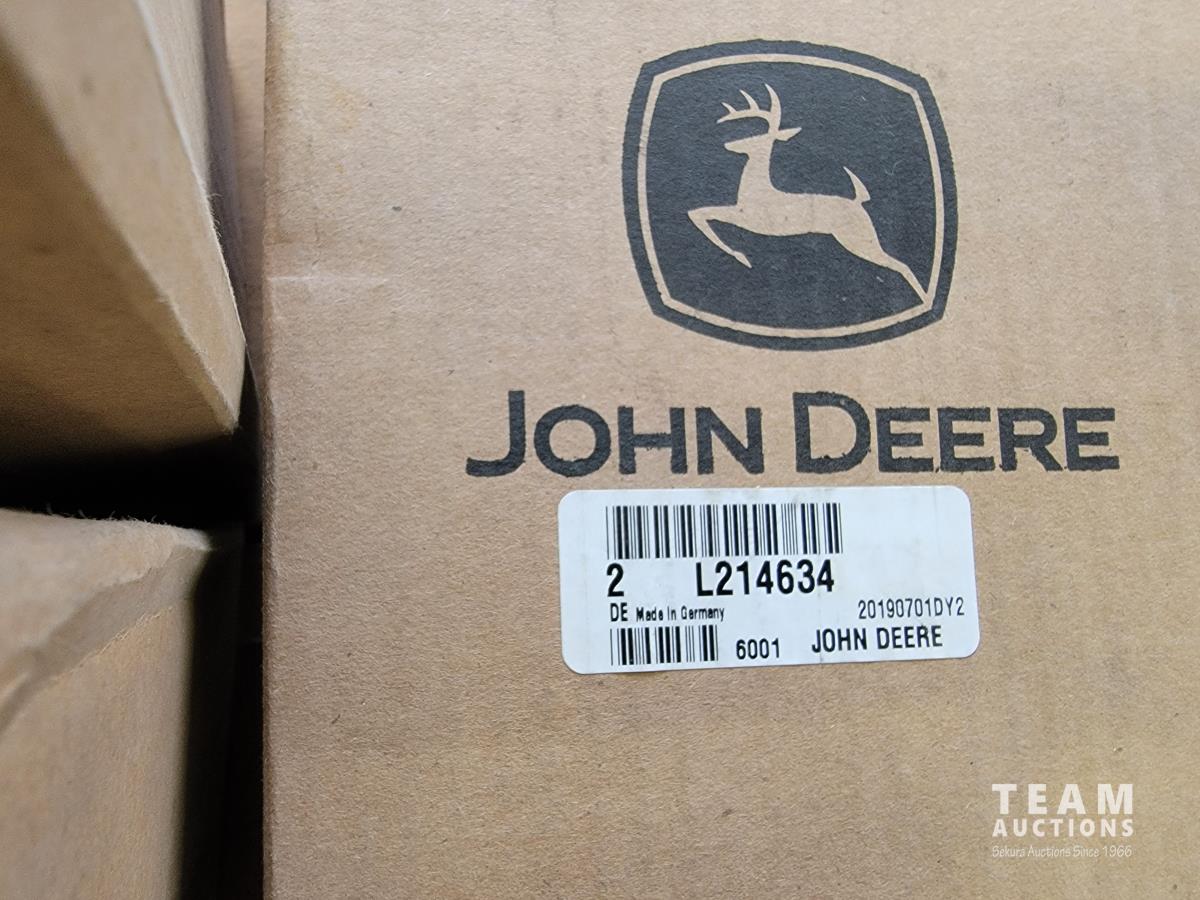 JOHN DEERE
2 L214634
DE Made In Germany 20190701DY2
6001 JOHN DEERE
TEAM
AUCTIONS
Sekura Auctions Since 1966